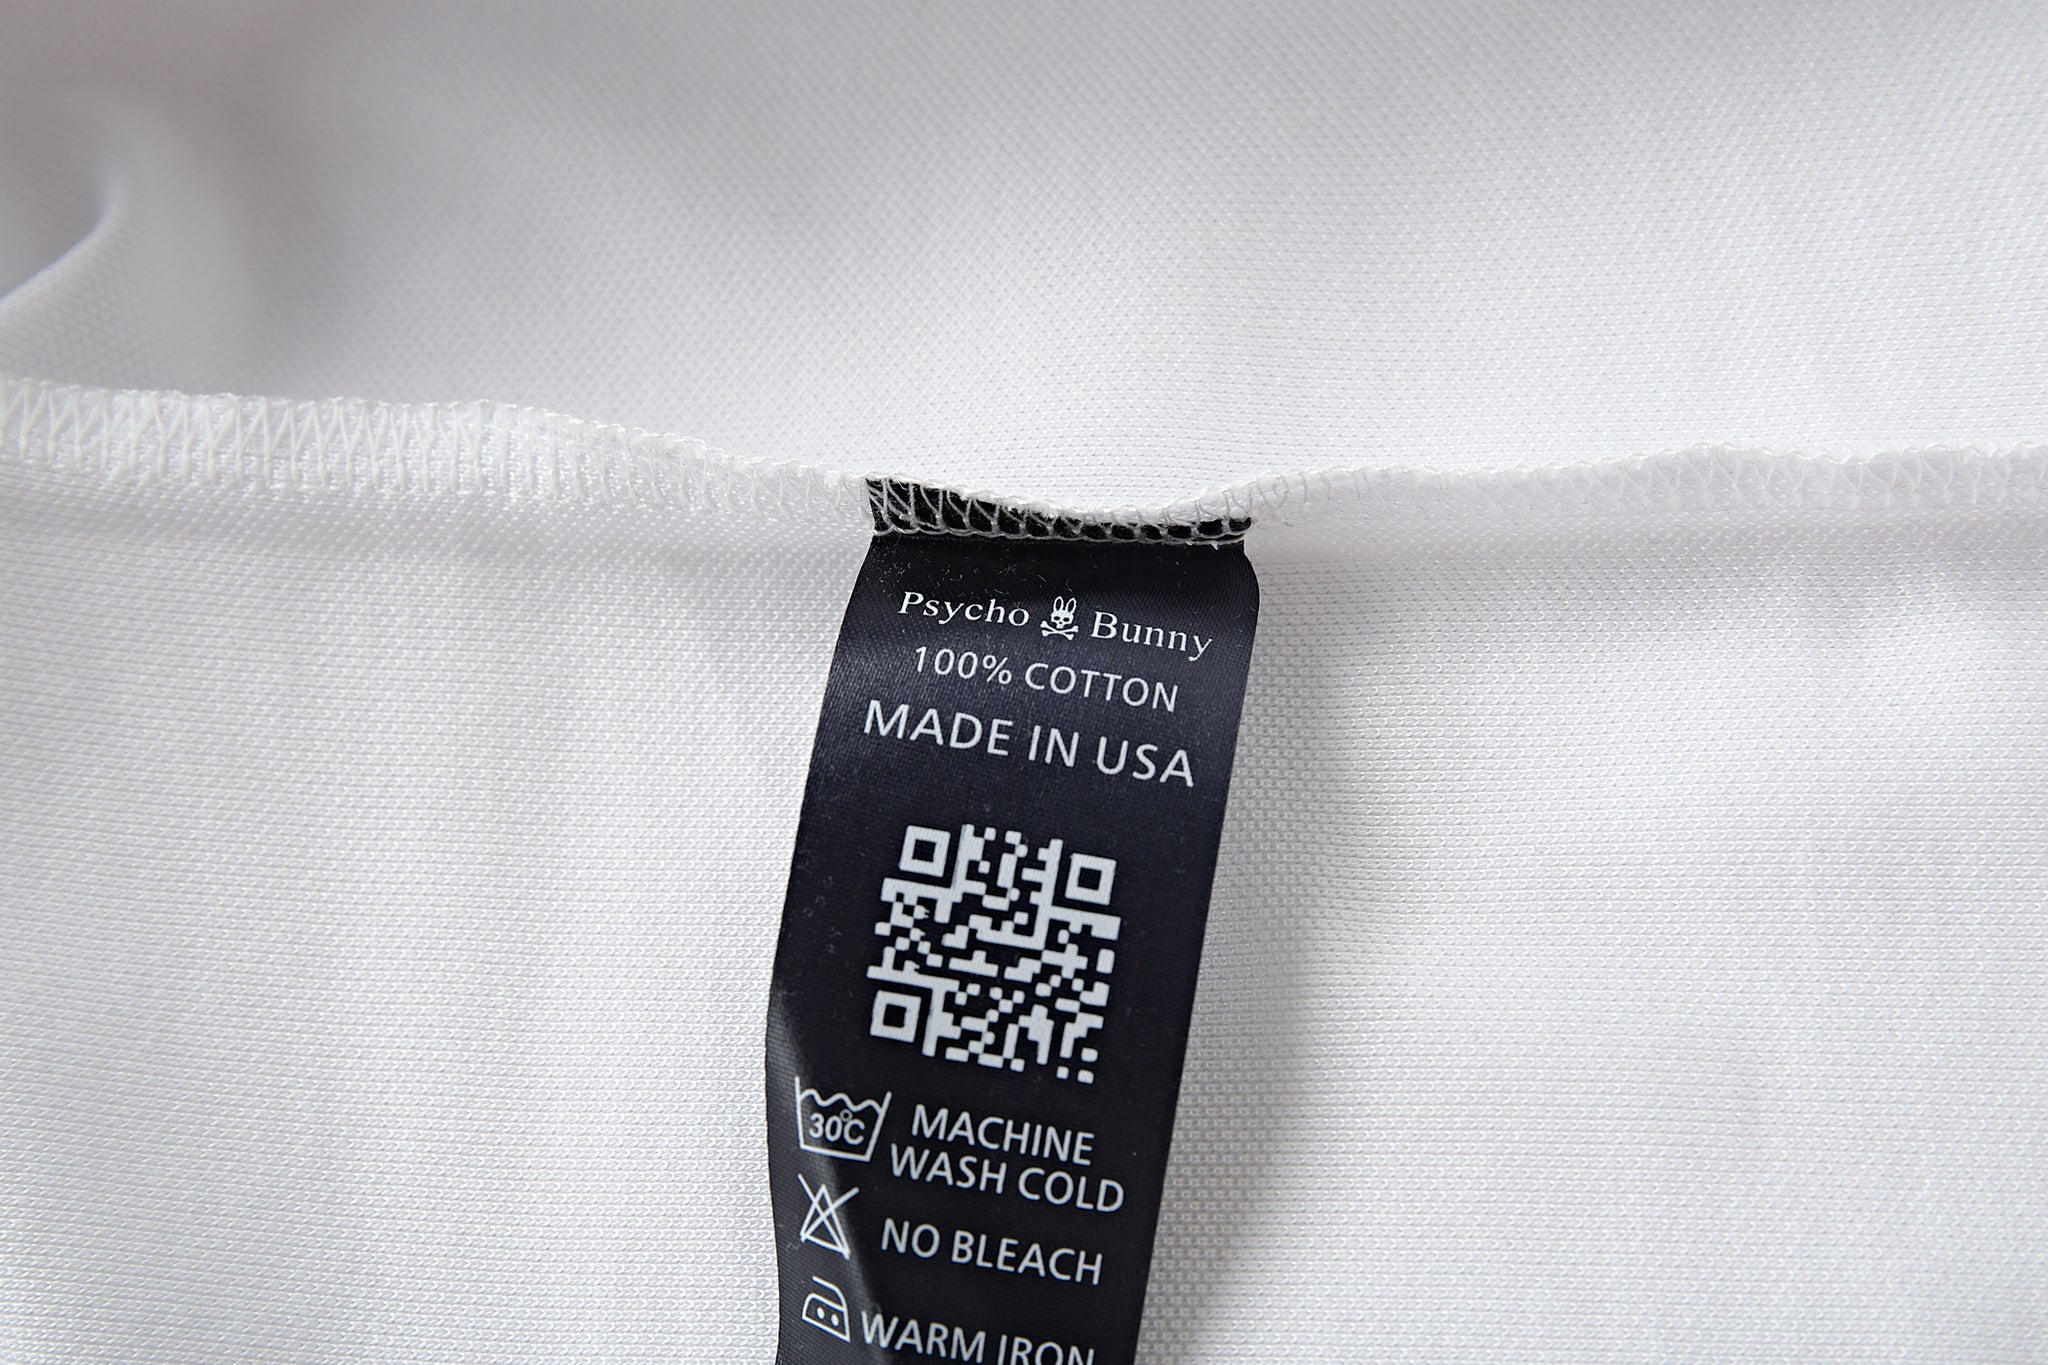 Psycho Bunny
100% COTTON
MADE IN USA
30°C
MACHINE
WASH COLD
NO BLEACH
WARM IRON